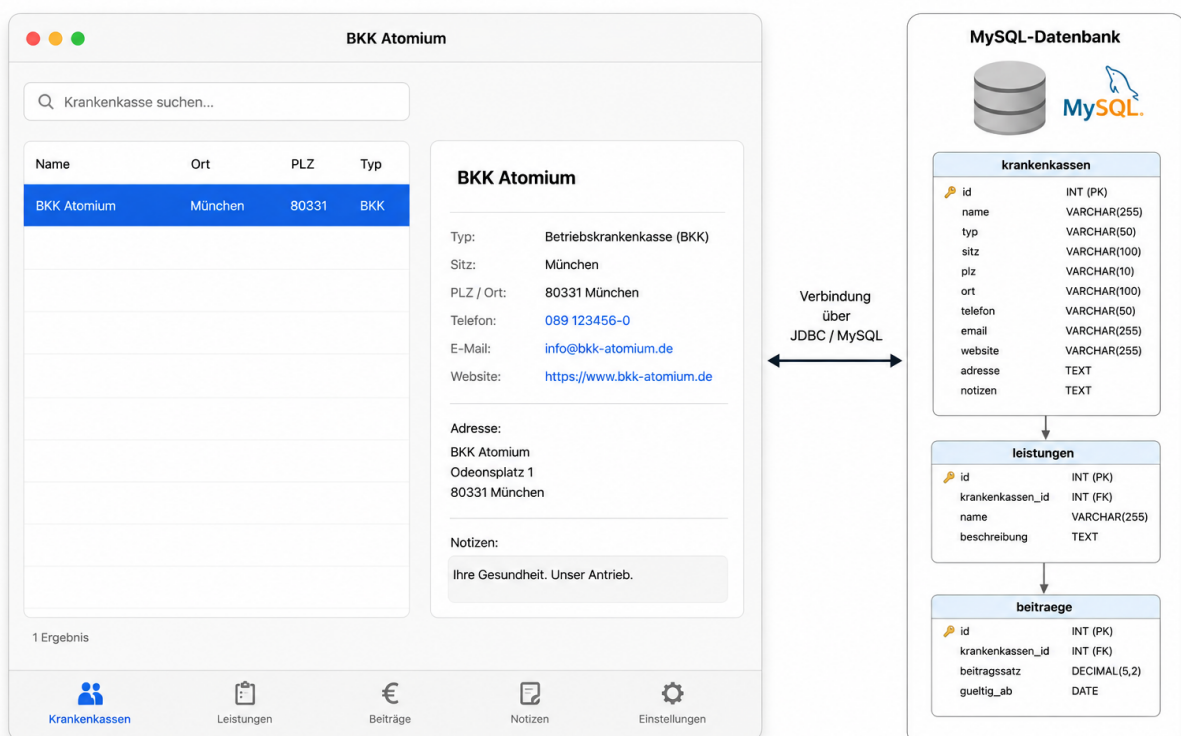 BKK Atomium
Krankenkasse suchen...
Name Ort PLZ Typ
BKK Atomium München 80331 BKK
1 Ergebnis
BKK Atomium
Typ: Betriebskrankenkasse (BKK)
Sitz: München
PLZ / Ort: 80331 München
Telefon: 089 123456-0
E-Mail: info@bkk-atomium.de
Website: https://www.bkk-atomium.de
Adresse:
BKK Atomium
Odeonsplatz 1
80331 München
Notizen:
Ihre Gesundheit. Unser Antrieb.
Krankenkassen Leistungen Beiträge Notizen Einstellungen
€
Verbindung
über
JDBC / MySQL
MySQL-Datenbank
MySQL®
krankenkassen
id INT (PK)
name VARCHAR(255)
typ VARCHAR(50)
sitz VARCHAR(100)
plz VARCHAR(10)
ort VARCHAR(100)
telefon VARCHAR(50)
email VARCHAR(255)
website VARCHAR(255)
adresse TEXT
notizen TEXT
leistungen
id INT (PK)
krankenkassen_id INT (FK)
name VARCHAR(255)
beschreibung TEXT
beitraege
id INT (PK)
krankenkassen_id INT (FK)
beitragssatz DECIMAL(5,2)
gueltig_ab DATE